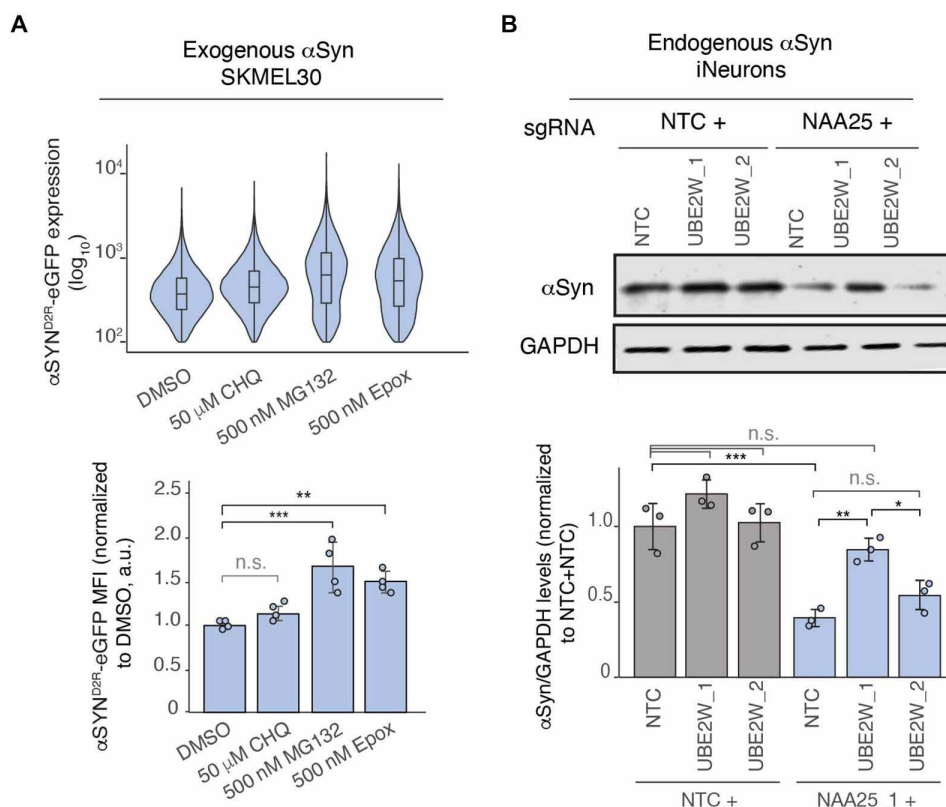 A
Exogenous αSyn
SKMEL30
αSYN^D2R-eGFP expression
(log10)
10^4
10^3
10^2
DMSO
50 μM CHQ
500 nM MG132
500 nM Epox
αSYN^D2R-eGFP MFI (normalized
to DMSO, a.u.)
2.5
2.0
1.5
1.0
1.5
0
**
***
n.s.
DMSO
50 μM CHQ
500 nM MG132
500 nM Epox
B
Endogenous αSyn
iNeurons
sgRNA
NTC +
NAA25 +
NTC
UBE2W_1
UBE2W_2
NTC
UBE2W_1
UBE2W_2
αSyn
GAPDH
αSyn/GAPDH levels (normalized
to NTC+NTC)
1.0
0.5
0
n.s.
***
n.s.
**
*
NTC
UBE2W_1
UBE2W_2
NTC
UBE2W_1
UBE2W_2
NTC +
NAA25_1 +